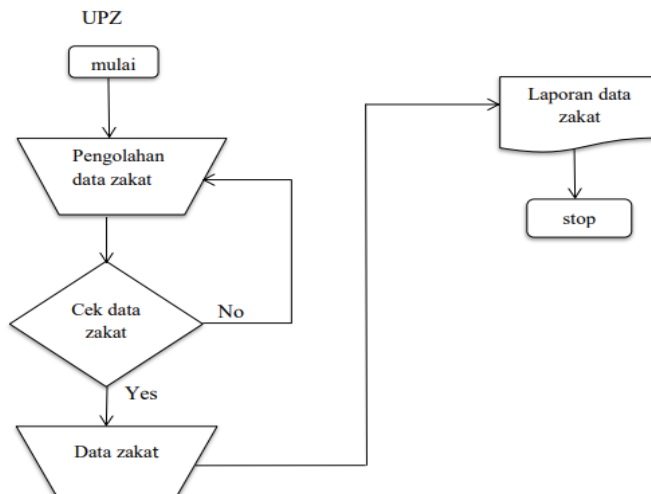 UPZ
mulai
Pengolahan
data zakat
Cek data
zakat
No
Yes
Data zakat
Laporan data
zakat
stop